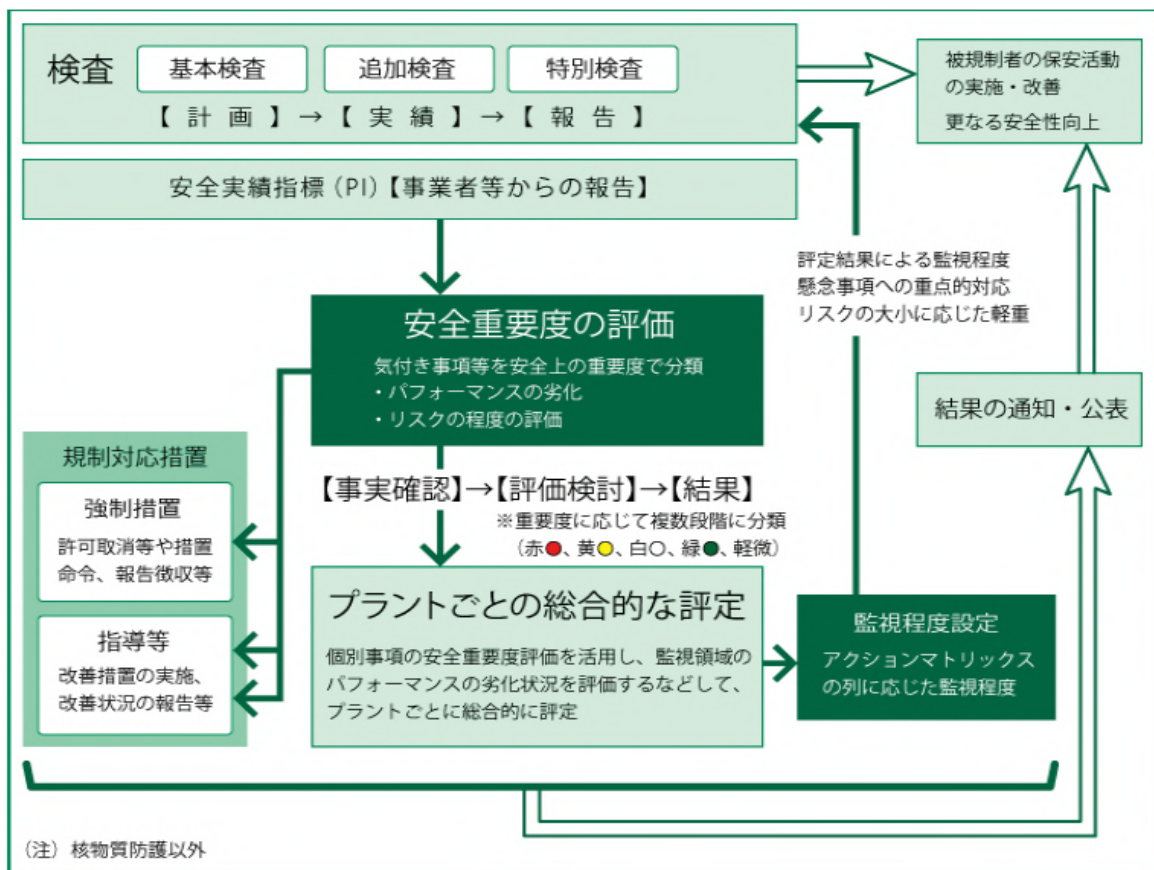 検査
基本検査
追加検査
特別検査
【計画】→【実績】→【報告】
被規制者の保安活動
の実施・改善
更なる安全性向上
安全実績指標(PI)【事業者等からの報告】
評定結果による監視程度
懸念事項への重点的対応
リスクの大小に応じた軽重
安全重要度の評価
気付き事項等を安全上の重要度で分類
・パフォーマンスの劣化
・リスクの程度の評価
結果の通知・公表
規制対応措置
強制措置
許可取消等や措置
命令、報告徴収等
指導等
改善措置の実施、
改善状況の報告等
【事実確認】→【評価検討】→【結果】
※重要度に応じて複数段階に分類
(赤●、黄●、白○、緑●、軽微)
プラントごとの総合的な評定
個別事項の安全重要度評価を活用し、監視領域の
パフォーマンスの劣化状況を評価するなどして、
プラントごとに総合的に評定
監視程度設定
アクションマトリックス
の列に応じた監視程度
(注)核物質防護以外